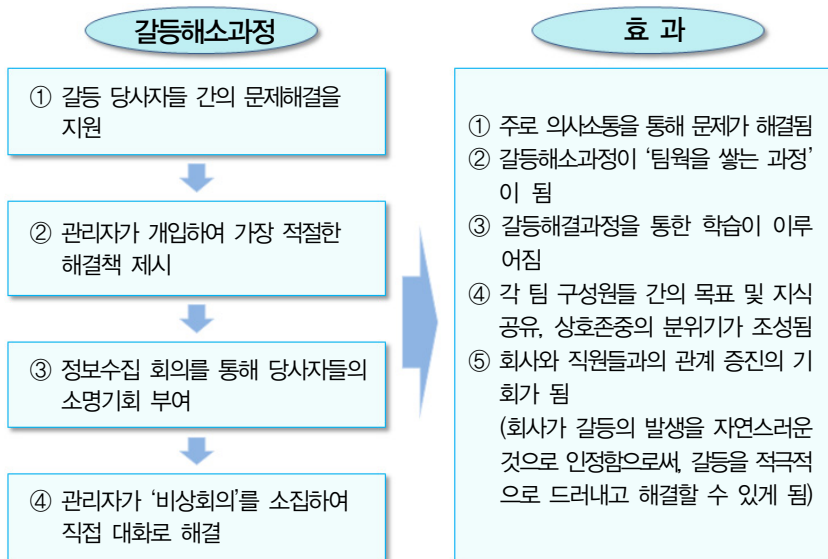 갈등해소과정
① 갈등 당사자들 간의 문제해결을
지원
② 관리자가 개입하여 가장 적절한
해결책 제시
③ 정보수집 회의를 통해 당사자들의
소명기회 부여
④ 관리자가 ‘비상회의’를 소집하여
직접 대화로 해결
효 과
① 주로 의사소통을 통해 문제가 해결됨
② 갈등해소과정이 ‘팀웍을 쌓는 과정’
이 됨
③ 갈등해결과정을 통한 학습이 이루
어짐
④ 각 팀 구성원들 간의 목표 및 지식
공유, 상호존중의 분위기가 조성됨
⑤ 회사와 직원들과의 관계 증진의 기
회가 됨
(회사가 갈등의 발생을 자연스러운
것으로 인정함으로써, 갈등을 적극적
으로 드러내고 해결할 수 있게 됨)